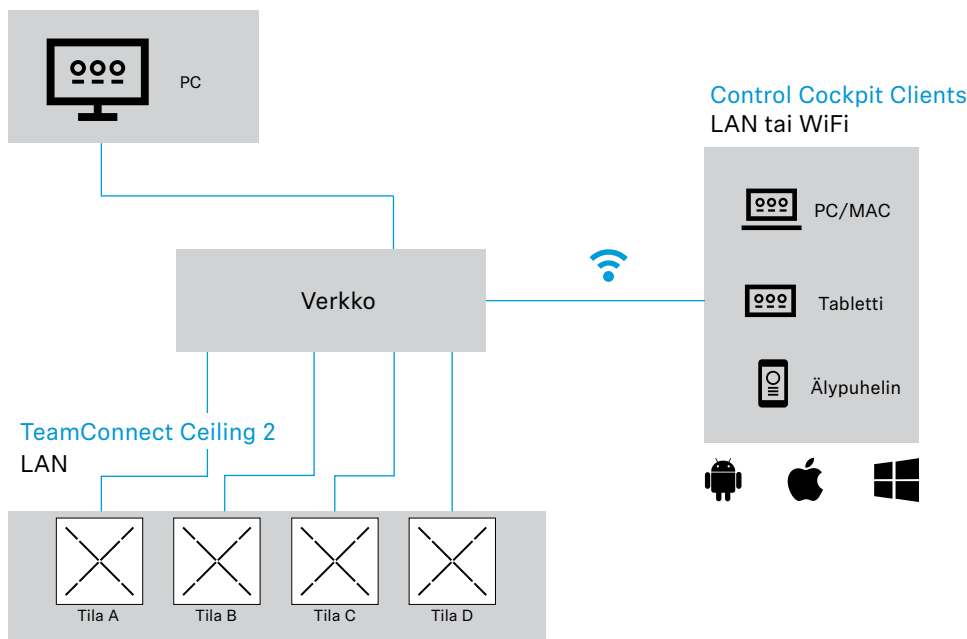 PC
Control Cockpit Clients
LAN tai WiFi
PC/MAC
Verkko
Tabletti
Älypuhelin
TeamConnect Ceiling 2
LAN
Tila A
Tila B
Tila C
Tila D